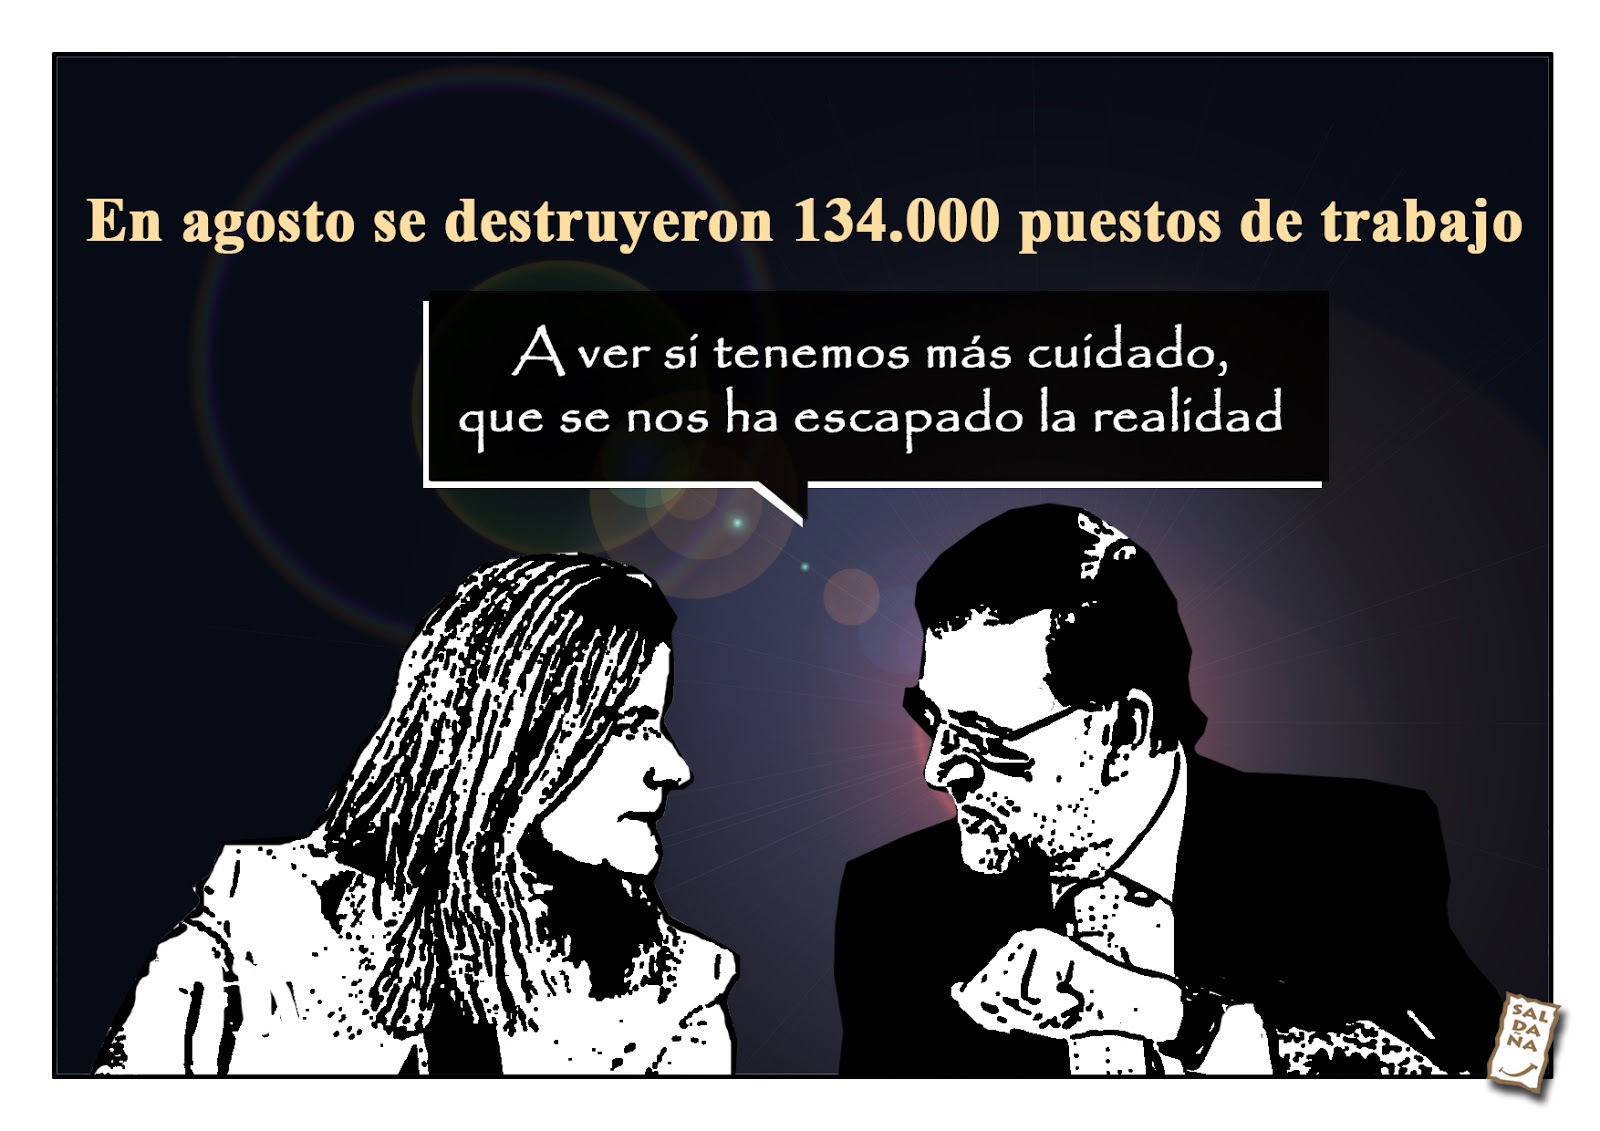 En agosto se destruyeron 134.000 puestos de trabajo
A ver si tenemos más cuidado,
que se nos ha escapado la realidad
SAL
DA
ÑA